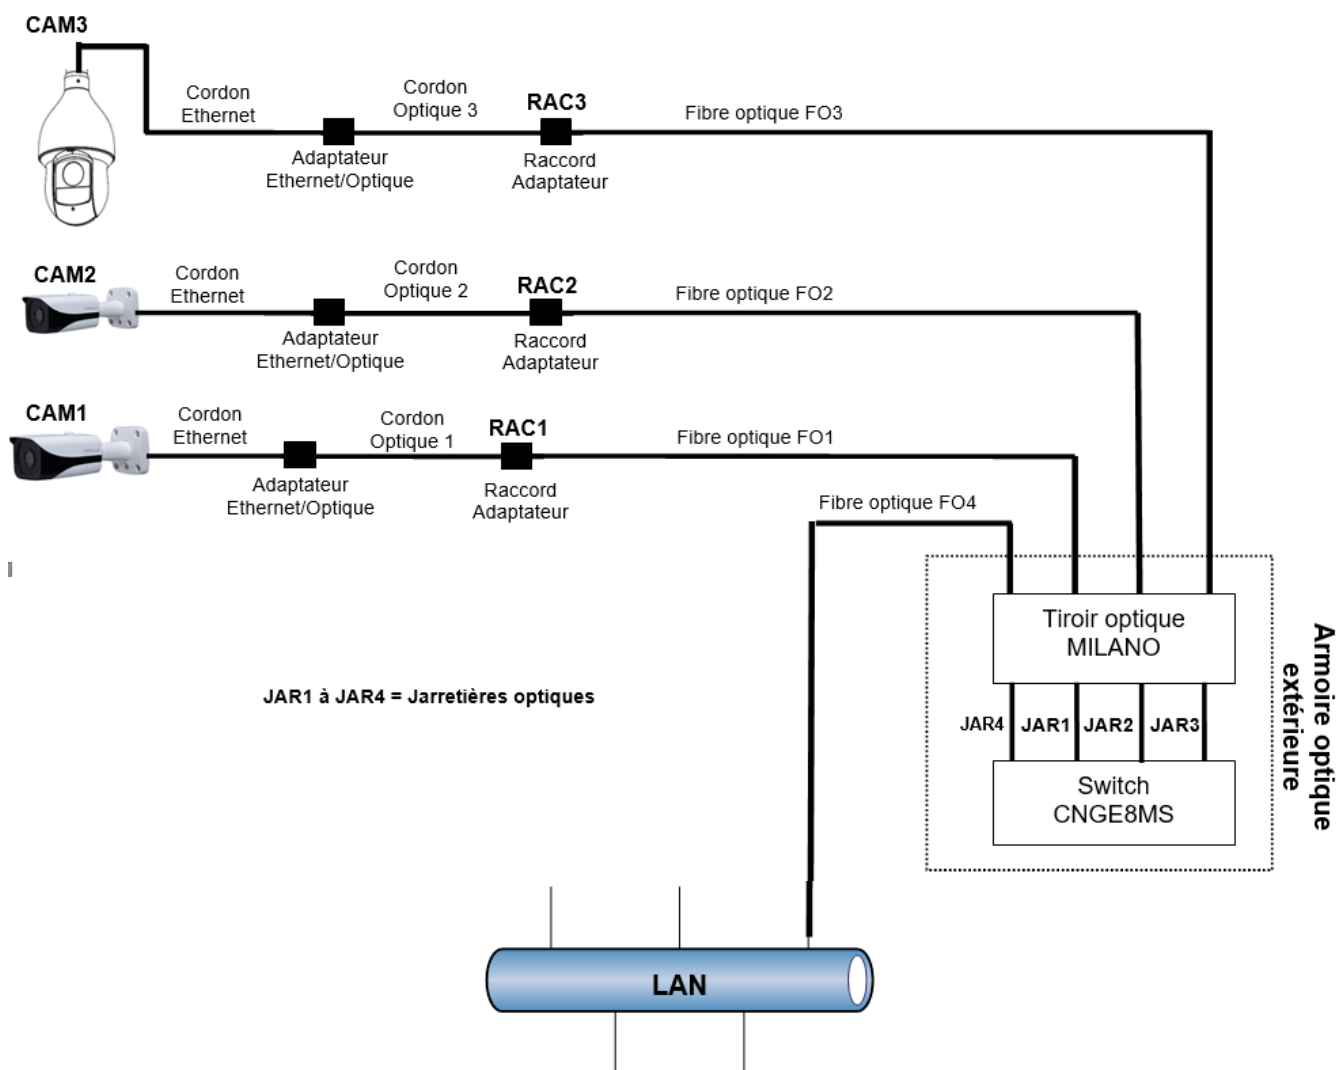 CAM3
Cordon
Ethernet
Cordon
Optique 3
RAC3
Fibre optique FO3
Adaptateur
Ethernet/Optique
Raccord
Adaptateur
CAM2
Cordon
Ethernet
Cordon
Optique 2
RAC2
Fibre optique FO2
Adaptateur
Ethernet/Optique
Raccord
Adaptateur
CAM1
Cordon
Ethernet
Cordon
Optique 1
RAC1
Fibre optique FO1
Adaptateur
Ethernet/Optique
Raccord
Adaptateur
Fibre optique FO4
Tiroir optique
MILANO
JAR1 à JAR4 = Jarretières optiques
JAR4
JAR1
JAR2
JAR3
Switch
CNGE8MS
Armoire optique
extérieure
LAN